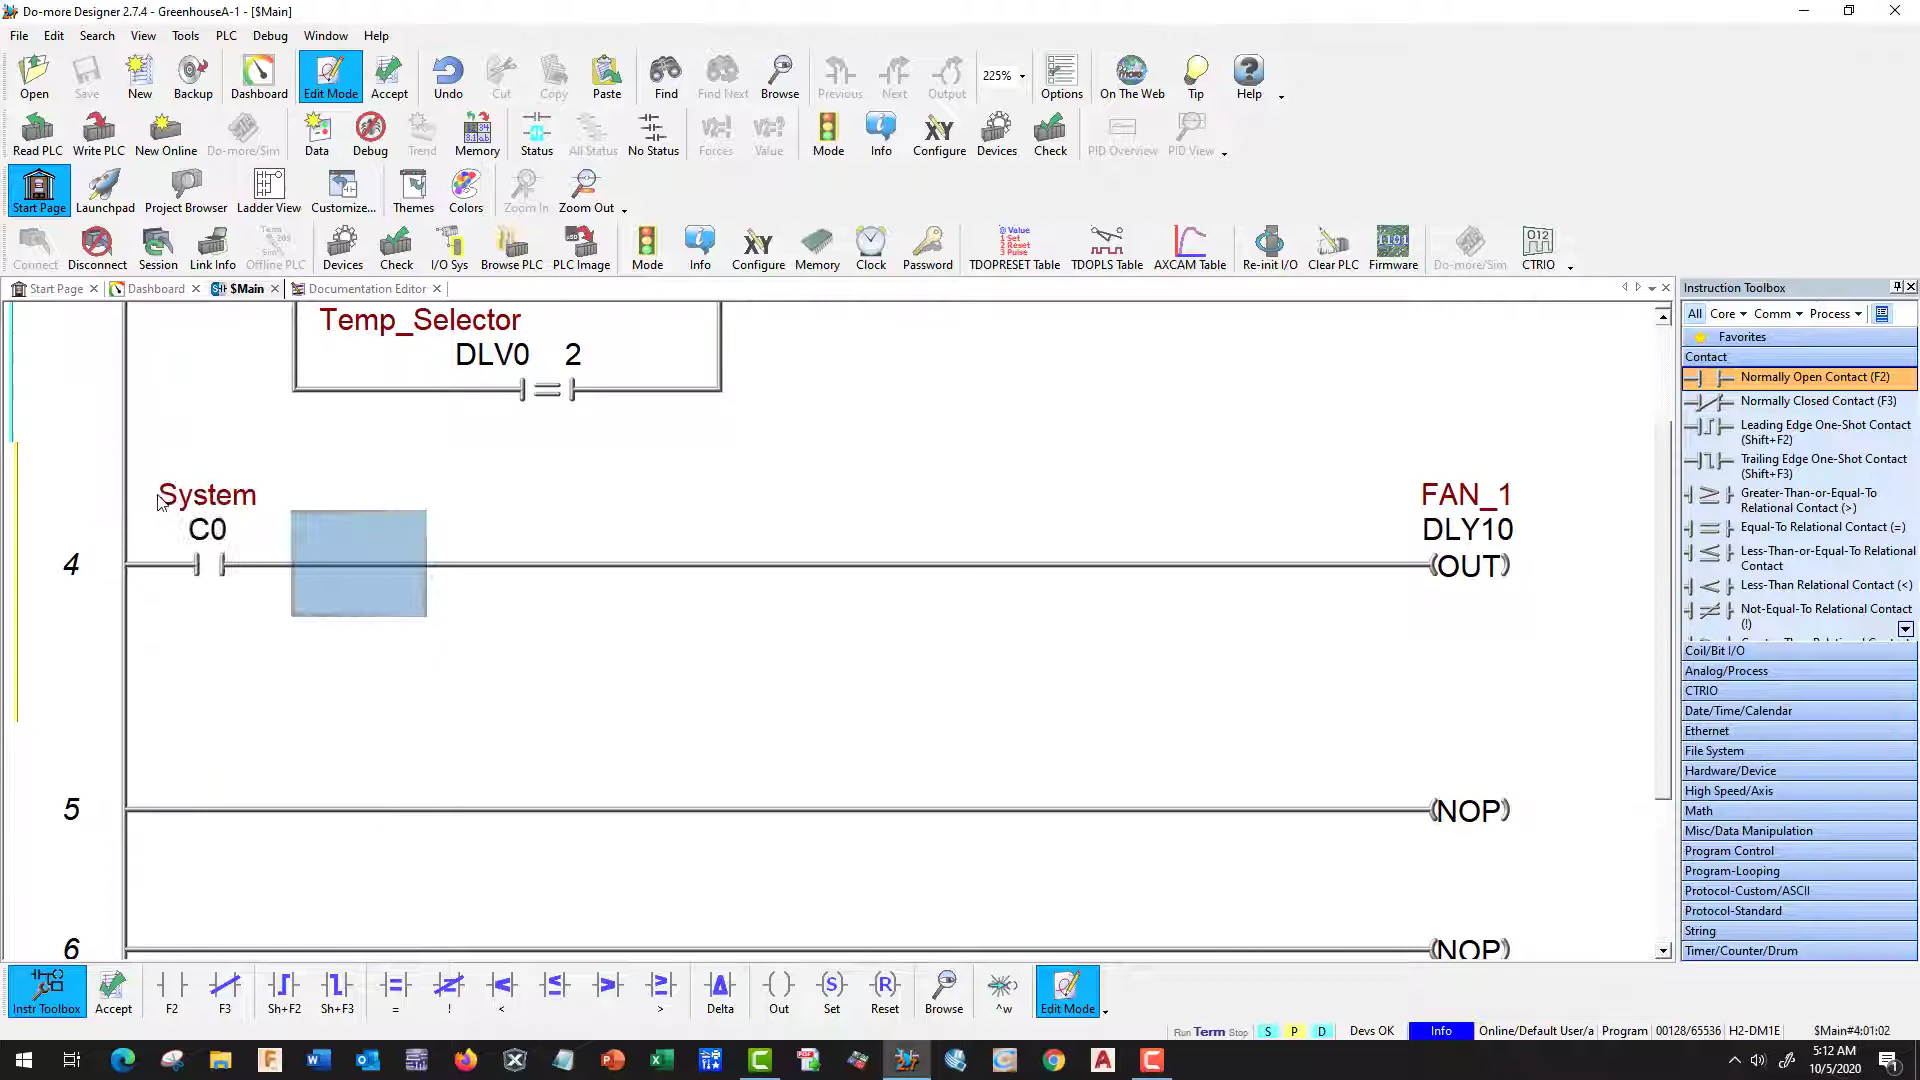 Do-more Designer 2.7.4 - GreenhouseA-1 - [$Main]
File Edit Search View Tools PLC Debug Window Help
Open Save New Backup Dashboard Edit Mode Accept Undo Cut Copy Paste Find Find Next Browse Previous Next Output 225% Options On The Web Tip Help
Read PLC Write PLC New Online Do-more/Sim Data Debug Trend Memory Status All Status No Status Forces Value Mode Info Configure Devices Check PID Overview PID View
Start Page Launchpad Project Browser Ladder View Customize... Themes Colors Zoom In Zoom Out
Connect Disconnect Session Link Info Offline PLC Devices Check I/O Sys Browse PLC PLC Image Mode Info Configure Memory Clock Password TDOPRESET Table TDOPLS Table AXCAM Table Re-init I/O Clear PLC Firmware Do-more/Sim CTRIO
Start Page Dashboard $Main Documentation Editor
Instruction Toolbox
All Core Comm Process
Favorites
Contact
Normally Open Contact (F2)
Normally Closed Contact (F3)
Leading Edge One-Shot Contact
(Shift+F2)
Trailing Edge One-Shot Contact
(Shift+F3)
Greater-Than-or-Equal-To
Relational Contact (>)
Equal-To Relational Contact (=)
Less-Than-or-Equal-To Relational
Contact
Less-Than Relational Contact (<)
Not-Equal-To Relational Contact
(!)
Coil/Bit I/O
Analog/Process
CTRIO
Date/Time/Calendar
Ethernet
File System
Hardware/Device
High Speed/Axis
Math
Misc/Data Manipulation
Program Control
Program-Looping
Protocol-Custom/ASCII
Protocol-Standard
String
Timer/Counter/Drum
Temp_Selector
DLV0 2
System FAN_1
C0 DLY10
4 (OUT)
5 (NOP)
6 (NOP)
Instr Toolbox Accept F2 F3 Sh+F2 Sh+F3 = ! < > Delta Out Set Reset Browse ^w Edit Mode
Run Term Stop S P D Devs OK Info Online/Default User/a Program 00128/65536 H2-DM1E $Main#4:01:02
5:12 AM
10/5/2020